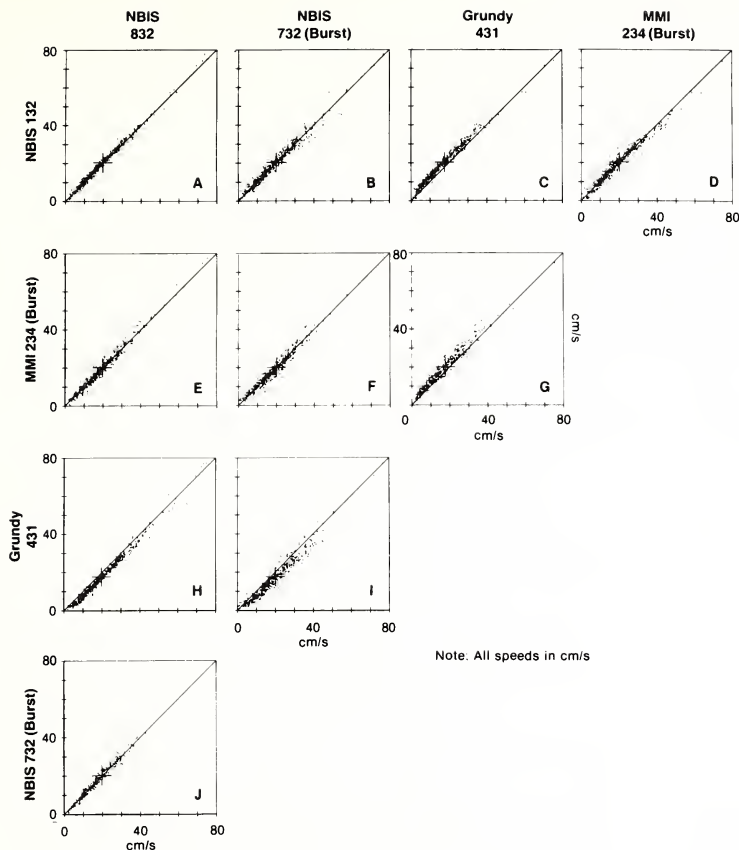 NBIS
832
NBIS
732 (Burst)
Grundy
431
MMI
234 (Burst)
NBIS 132
80
40
0
A
B
C
D
0 40 80
cm/s
MMI 234 (Burst)
80
40
0
E
F
80
40
G
cm/s
0 40 80
cm/s
Grundy
431
80
40
0
H
I
0 40 80
cm/s
Note: All speeds in cm/s
NBIS 732 (Burst)
80
40
0
J
0 40 80
cm/s